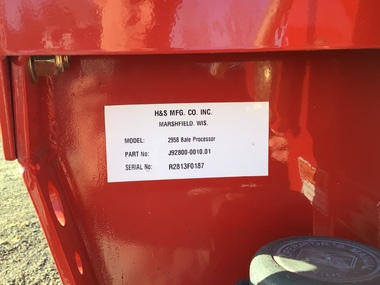 H&S MFG. CO. INC.
MARSHFIELD, WIS.
MODEL: 2958 Bale Processor
PART No: J92800-0010.01
SERIAL No: R2813F0187